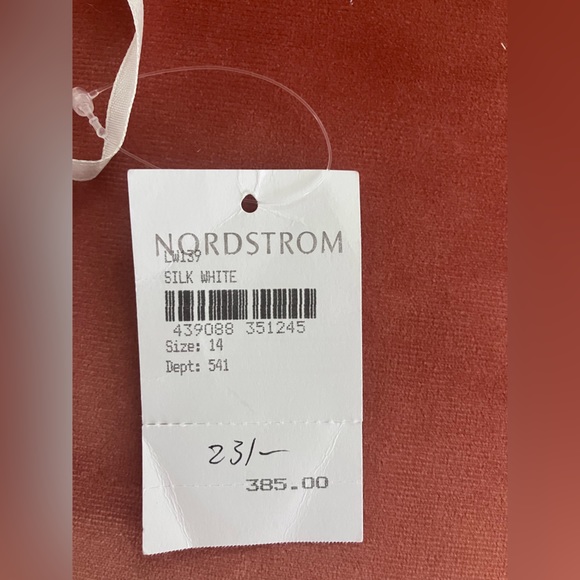 NORDSTROM
LW139
SILK WHITE
439088 351245
Size: 14
Dept: 541
231-
385.00